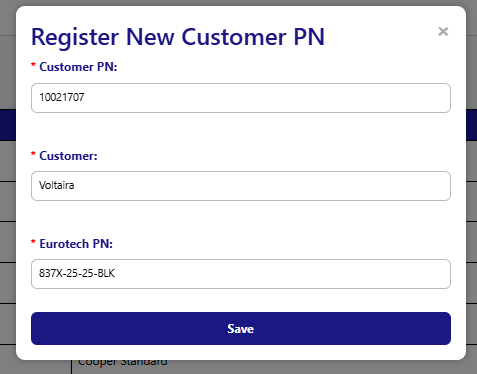 Register New Customer PN
×
* Customer PN:
10021707
* Customer:
Voltaira
* Eurotech PN:
837X-25-25-BLK
Save
Cooper Standard